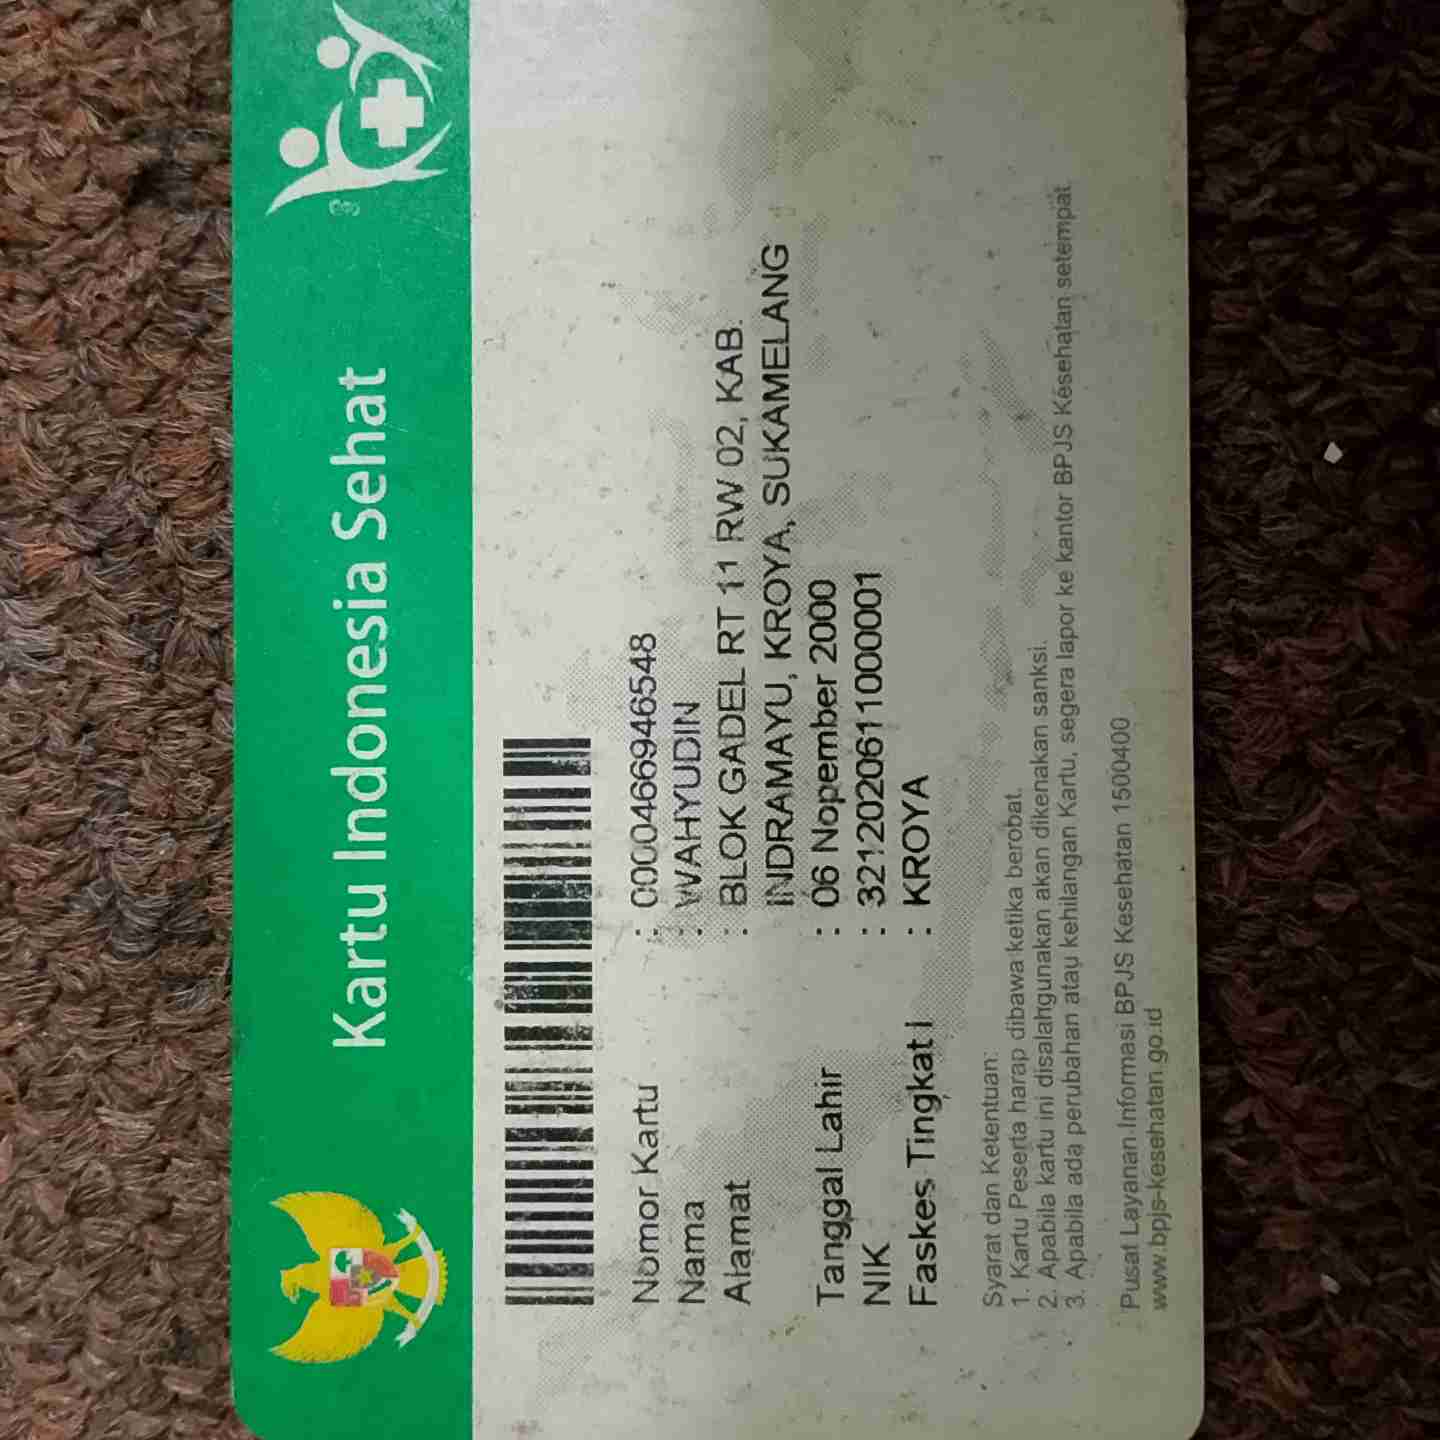 Kartu Indonesia Sehat
Nomor Kartu : 0000466946548
Nama : WAHYUDIN
Alamat : BLOK GADEL RT 11 RW 02, KAB.
INDRAMAYU, KROYA, SUKAMELANG
Tanggal Lahir : 06 Nopember 2000
NIK : 3212020611000001
Faskes Tingkat I : KROYA
Syarat dan Ketentuan:
1. Kartu Peserta harap dibawa ketika berobat.
2. Apabila kartu ini disalahgunakan akan dikenakan sanksi.
3. Apabila ada perubahan atau kehilangan Kartu, segera lapor ke kantor BPJS Kesehatan setempat
Pusat Layanan Informasi BPJS Kesehatan 1500400
www.bpjs-kesehatan.go.id